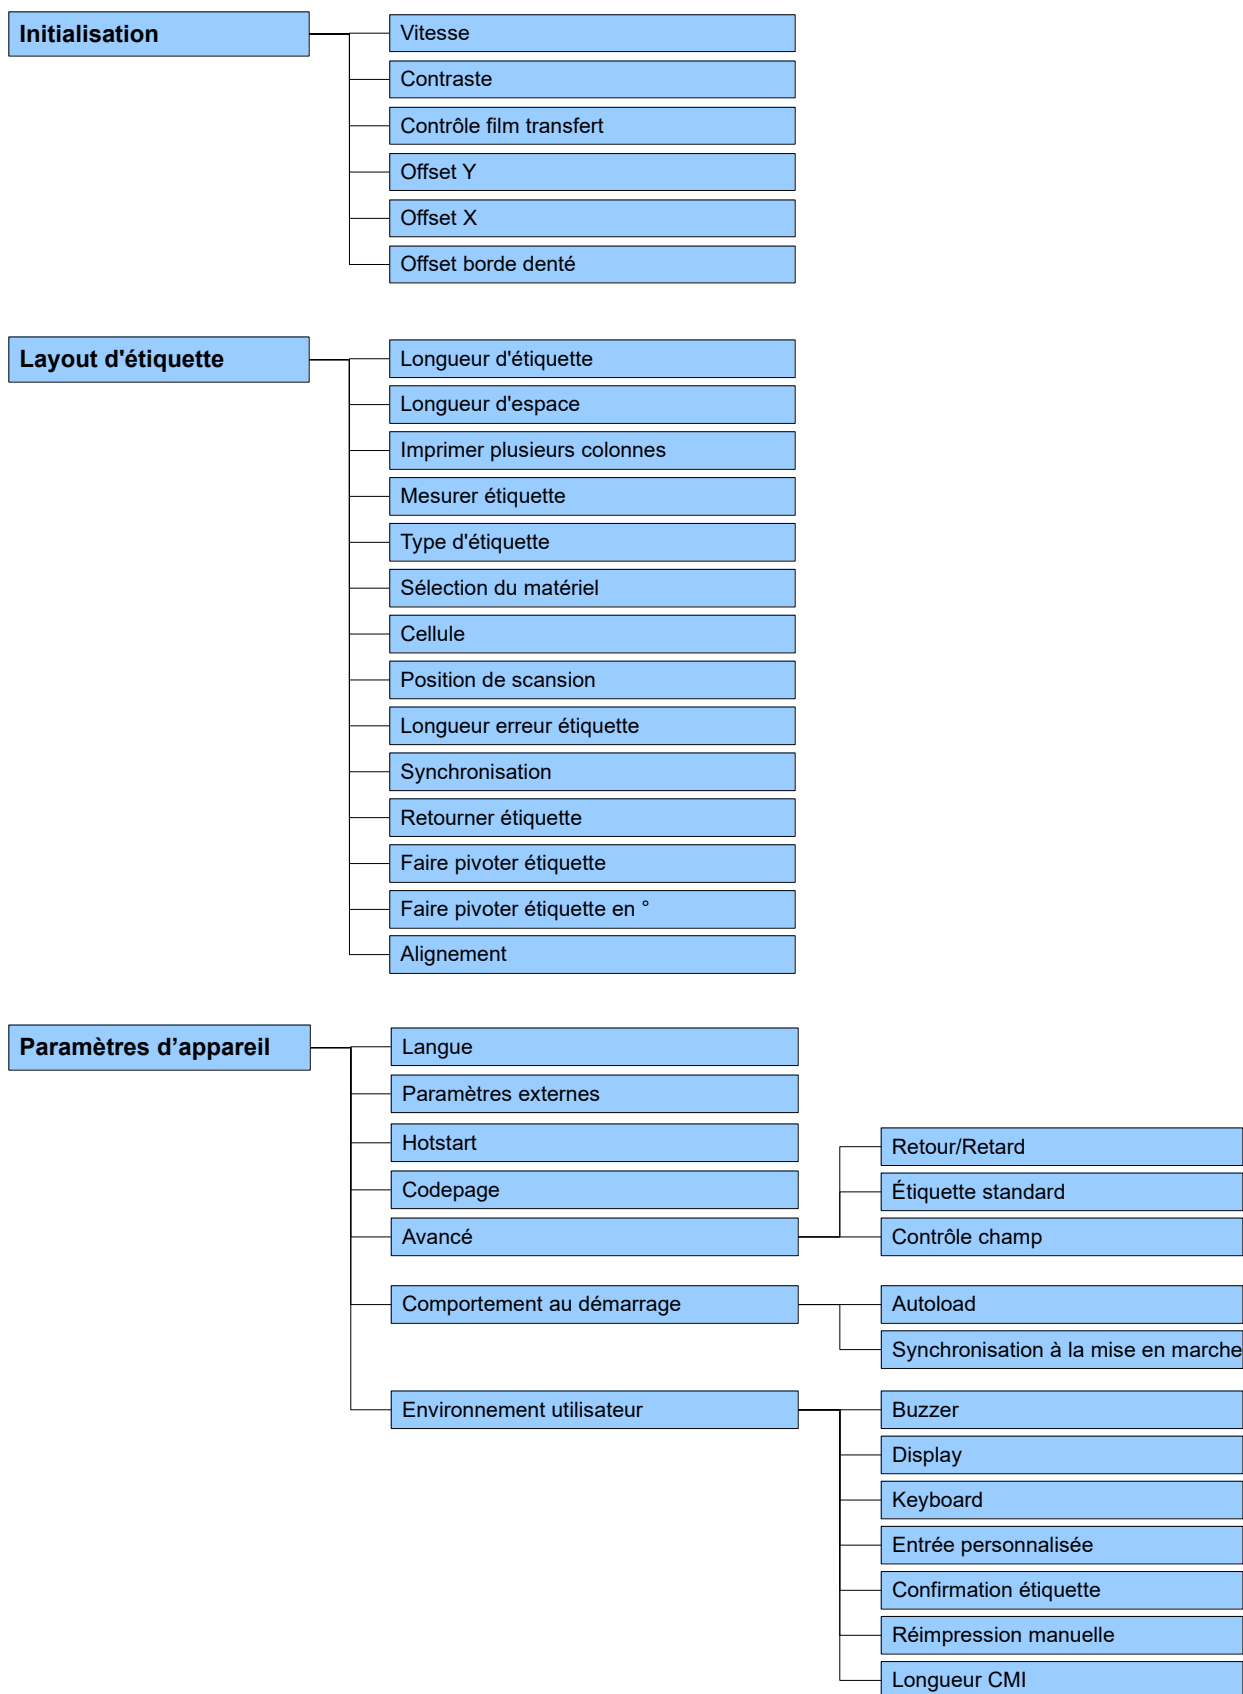 Initialisation
Vitesse
Contraste
Contrôle film transfert
Offset Y
Offset X
Offset borde denté
Layout d'étiquette
Longueur d'étiquette
Longueur d'espace
Imprimer plusieurs colonnes
Mesurer étiquette
Type d'étiquette
Sélection du matériel
Cellule
Position de scansion
Longueur erreur étiquette
Synchronisation
Retourner étiquette
Faire pivoter étiquette
Faire pivoter étiquette en °
Alignement
Paramètres d’appareil
Langue
Paramètres externes
Hotstart
Codepage
Avancé
Retour/Retard
Étiquette standard
Contrôle champ
Comportement au démarrage
Autoload
Synchronisation à la mise en marche
Environnement utilisateur
Buzzer
Display
Keyboard
Entrée personnalisée
Confirmation étiquette
Réimpression manuelle
Longueur CMI